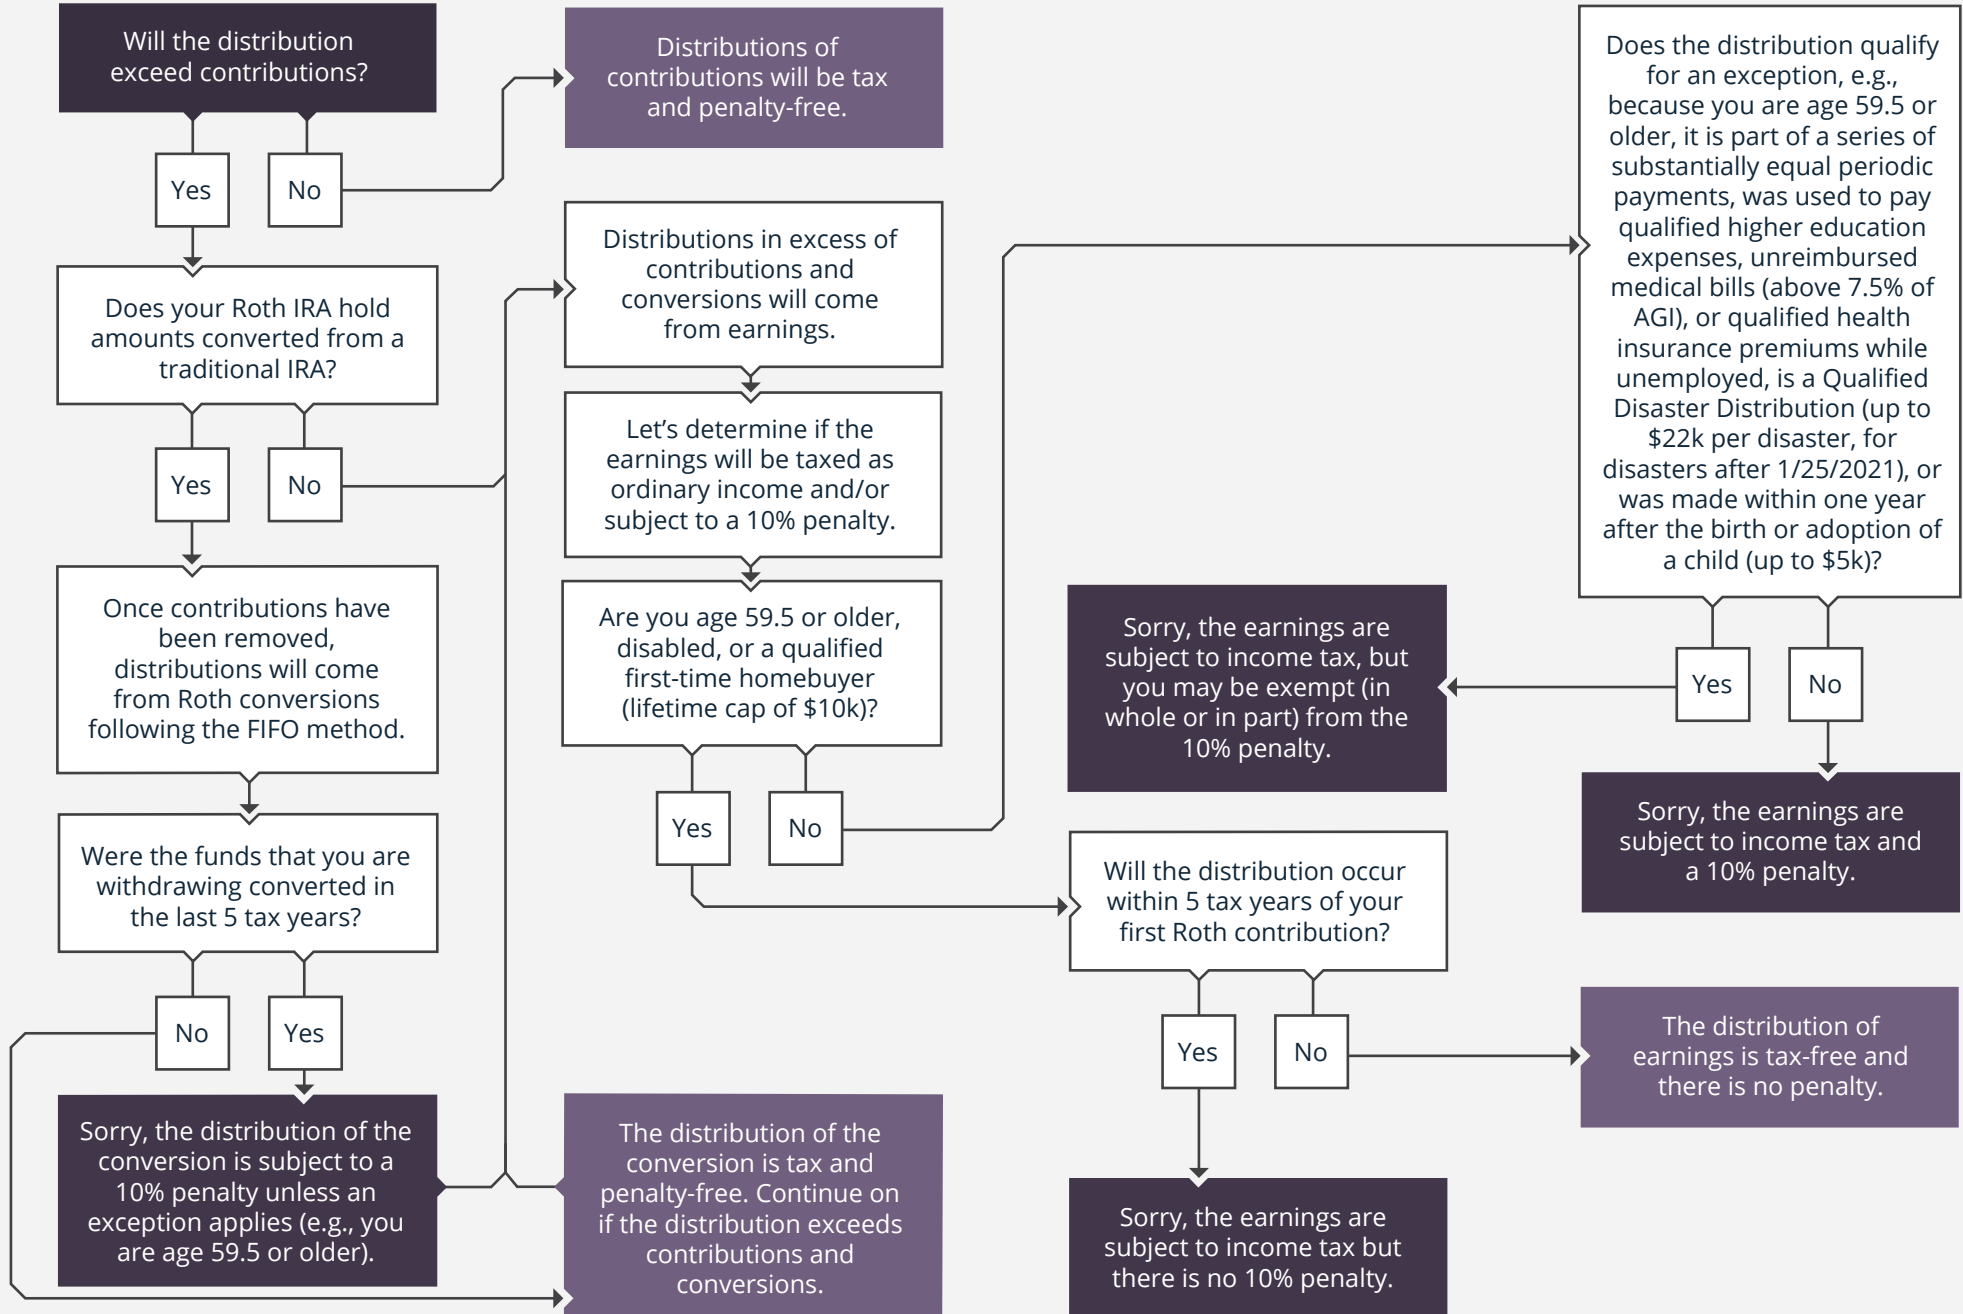 Will the distribution
exceed contributions?
Yes
No
Distributions of
contributions will be tax
and penalty-free.
Does your Roth IRA hold
amounts converted from a
traditional IRA?
Yes
No
Once contributions have
been removed,
distributions will come
from Roth conversions
following the FIFO method.
Were the funds that you are
withdrawing converted in
the last 5 tax years?
No
Yes
Sorry, the distribution of the
conversion is subject to a
10% penalty unless an
exception applies (e.g., you
are age 59.5 or older).
The distribution of the
conversion is tax and
penalty-free. Continue on
if the distribution exceeds
contributions and
conversions.
Distributions in excess of
contributions and
conversions will come
from earnings.
Let’s determine if the
earnings will be taxed as
ordinary income and/or
subject to a 10% penalty.
Are you age 59.5 or older,
disabled, or a qualified
first-time homebuyer
(lifetime cap of $10k)?
Yes
No
Will the distribution occur
within 5 tax years of your
first Roth contribution?
Yes
No
Sorry, the earnings are
subject to income tax but
there is no 10% penalty.
The distribution of
earnings is tax-free and
there is no penalty.
Does the distribution qualify
for an exception, e.g.,
because you are age 59.5 or
older, it is part of a series of
substantially equal periodic
payments, was used to pay
qualified higher education
expenses, unreimbursed
medical bills (above 7.5% of
AGI), or qualified health
insurance premiums while
unemployed, is a Qualified
Disaster Distribution (up to
$22k per disaster, for
disasters after 1/25/2021), or
was made within one year
after the birth or adoption of
a child (up to $5k)?
Yes
No
Sorry, the earnings are
subject to income tax, but
you may be exempt (in
whole or in part) from the
10% penalty.
Sorry, the earnings are
subject to income tax and
a 10% penalty.